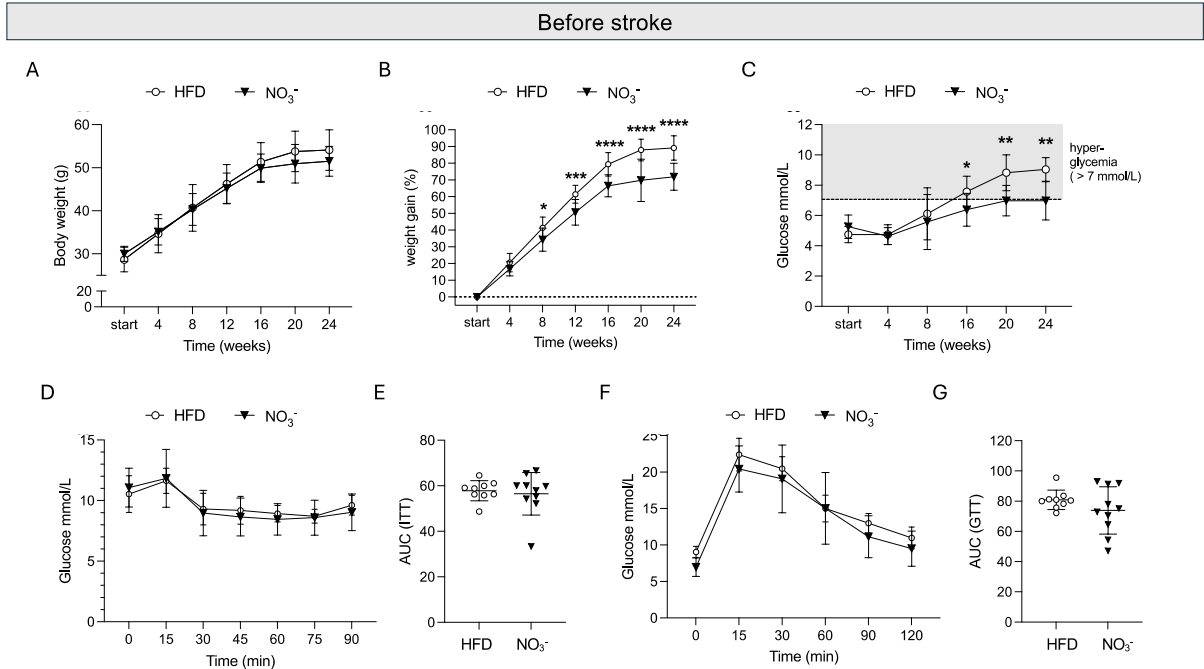 Before stroke
A
HFD NO₃⁻
Body weight (g)
60
50
40
30
20
0
start 4 8 12 16 20 24
Time (weeks)
B
HFD NO₃⁻
weight gain (%)
100
90
80
70
60
50
40
30
20
10
0
* *** **** **** ****
start 4 8 12 16 20 24
Time (weeks)
C
HFD NO₃⁻
Glucose mmol/L
12
10
8
6
4
2
0
* ** **
hyper-
glycemia
( > 7 mmol/L)
start 4 8 16 20 24
Time (weeks)
D
HFD NO₃⁻
Glucose mmol/L
15
10
5
0
0 15 30 45 60 75 90
Time (min)
E
AUC (ITT)
80
60
40
20
0
HFD NO₃⁻
F
HFD NO₃⁻
Glucose mmol/L
25
20
15
10
5
0
0 15 30 60 90 120
Time (min)
G
AUC (GTT)
120
100
80
60
40
20
0
HFD NO₃⁻